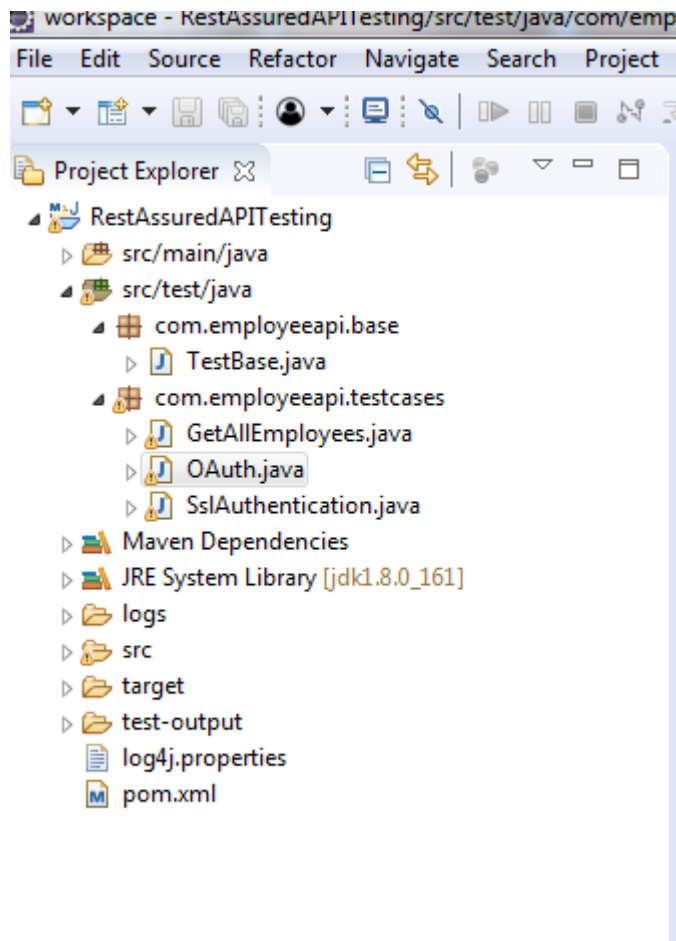 workspace - RestAssuredAPITesting/src/test/java/com/emp
File Edit Source Refactor Navigate Search Project
Project Explorer
RestAssuredAPITesting
src/main/java
src/test/java
com.employeeapi.base
TestBase.java
com.employeeapi.testcases
GetAllEmployees.java
OAuth.java
SslAuthentication.java
Maven Dependencies
JRE System Library [jdk1.8.0_161]
logs
src
target
test-output
log4j.properties
pom.xml